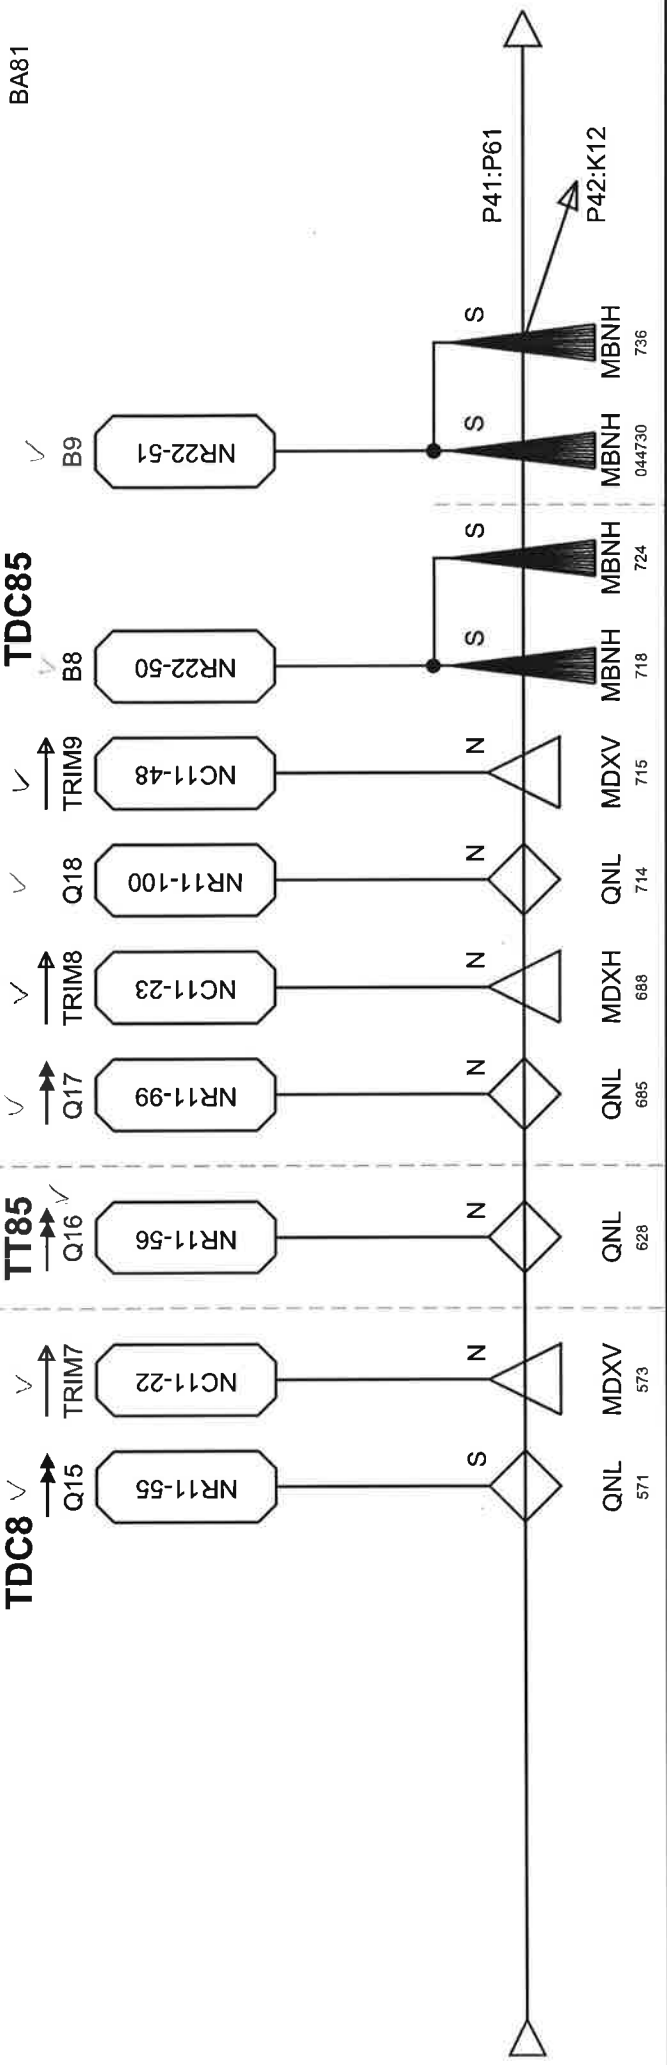 TDC8 TT85 TDC85 BA81
Q15 TRIM7 Q16 Q17 TRIM8 Q18 TRIM9 B8 B9
NR11-55 NC11-22 NR11-56 NR11-99 NC11-23 NR11-100 NC11-48 NR22-50 NR22-51
S N N N N N N S S S S P41:P61
P42:K12
QNL MDXV QNL QNL MDXH QNL MDXV MBNH MBNH MBNH MBNH
571 573 628 685 688 714 715 718 724 044730 736